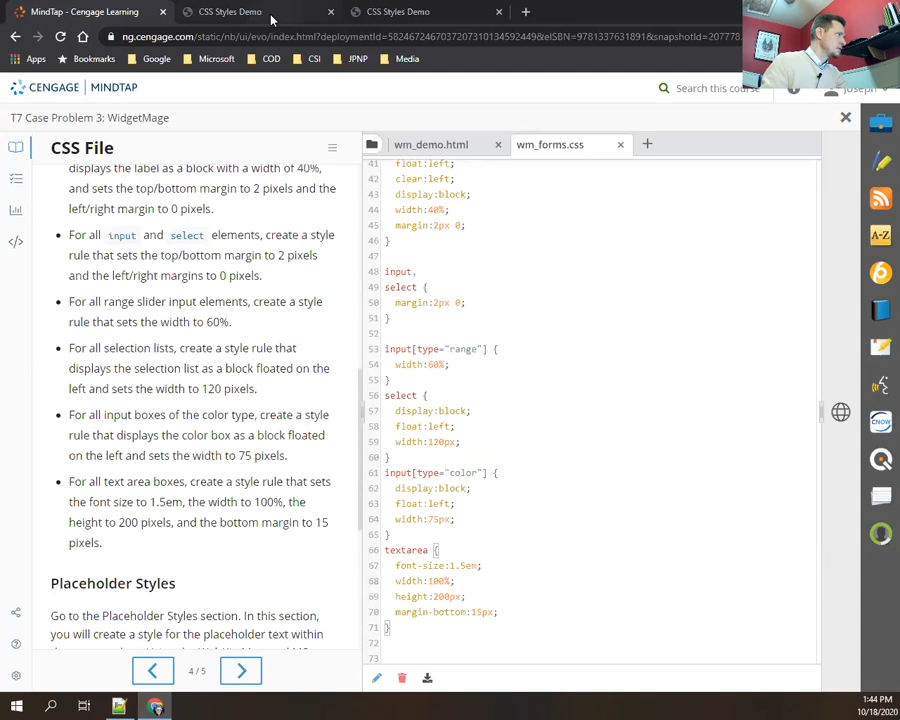 MindTap - Cengage Learning
CSS Styles Demo
CSS Styles Demo
ng.cengage.com/static/nb/ui/evo/index.html?deploymentId=5824672467037207310134592449&eISBN=9781337631891&snapshotId=207778
Apps
Bookmarks
Google
Microsoft
COD
CSI
JPNP
Media
CENGAGE | MINDTAP
Search this course
T7 Case Problem 3: WidgetMage
CSS File
displays the label as a block with a width of 40%,
and sets the top/bottom margin to 2 pixels and the
left/right margin to 0 pixels.
For all input and select elements, create a style
rule that sets the top/bottom margin to 2 pixels
and the left/right margins to 0 pixels.
For all range slider input elements, create a style
rule that sets the width to 60%.
For all selection lists, create a style rule that
displays the selection list as a block floated on the
left and sets the width to 120 pixels.
For all input boxes of the color type, create a style
rule that displays the color box as a block floated
on the left and sets the width to 75 pixels.
For all text area boxes, create a style rule that sets
the font size to 1.5em, the width to 100%, the
height to 200 pixels, and the bottom margin to 15
pixels.
Placeholder Styles
Go to the Placeholder Styles section. In this section,
you will create a style for the placeholder text within
4 / 5
wm_demo.html
wm_forms.css
41 float:left;
42 clear:left;
43 display:block;
44 width:40%;
45 margin:2px 0;
46 }
47
48 input,
49 select {
50 margin:2px 0;
51 }
52
53 input[type="range"] {
54 width:60%;
55 }
56 select {
57 display:block;
58 float:left;
59 width:120px;
60 }
61 input[type="color"] {
62 display:block;
63 float:left;
64 width:75px;
65 }
66 textarea {
67 font-size:1.5em;
68 width:100%;
69 height:200px;
70 margin-bottom:15px;
71 }
72
73
A-Z
CNOW
1:44 PM
10/18/2020